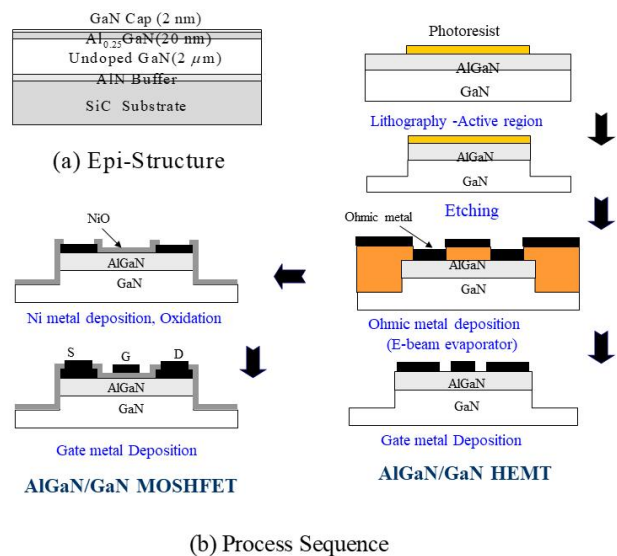 GaN Cap (2 nm)
Al0.25GaN(20 nm)
Undoped GaN(2 μm)
AlN Buffer
SiC Substrate
(a) Epi-Structure
Photoresist
AlGaN
GaN
Lithography -Active region
AlGaN
GaN
Etching
Ohmic metal
AlGaN
GaN
Ohmic metal deposition
(E-beam evaporator)
AlGaN
GaN
Gate metal Deposition
AlGaN/GaN HEMT
NiO
AlGaN
GaN
Ni metal deposition, Oxidation
S G D
AlGaN
GaN
Gate metal Deposition
AlGaN/GaN MOSHFET
(b) Process Sequence